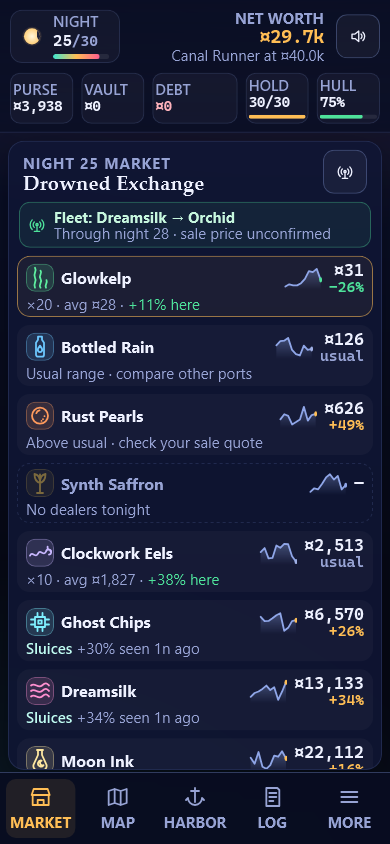 NIGHT
25/30
NET WORTH
¤29.7k
Canal Runner at ¤40.0k
PURSE
¤3,938
VAULT
¤0
DEBT
¤0
HOLD
30/30
HULL
75%
NIGHT 25 MARKET
Drowned Exchange
Fleet: Dreamsilk → Orchid
Through night 28 · sale price unconfirmed
Glowkelp
¤31
−26%
×20 · avg ¤28 · +11% here
Bottled Rain
¤126
usual
Usual range · compare other ports
Rust Pearls
¤626
+49%
Above usual · check your sale quote
Synth Saffron
—
No dealers tonight
Clockwork Eels
¤2,513
usual
×10 · avg ¤1,827 · +38% here
Ghost Chips
¤6,570
+26%
Sluices +30% seen 1n ago
Dreamsilk
¤13,133
+34%
Sluices +34% seen 1n ago
Moon Ink
¤22,112
+16%
MARKET
MAP
HARBOR
LOG
MORE